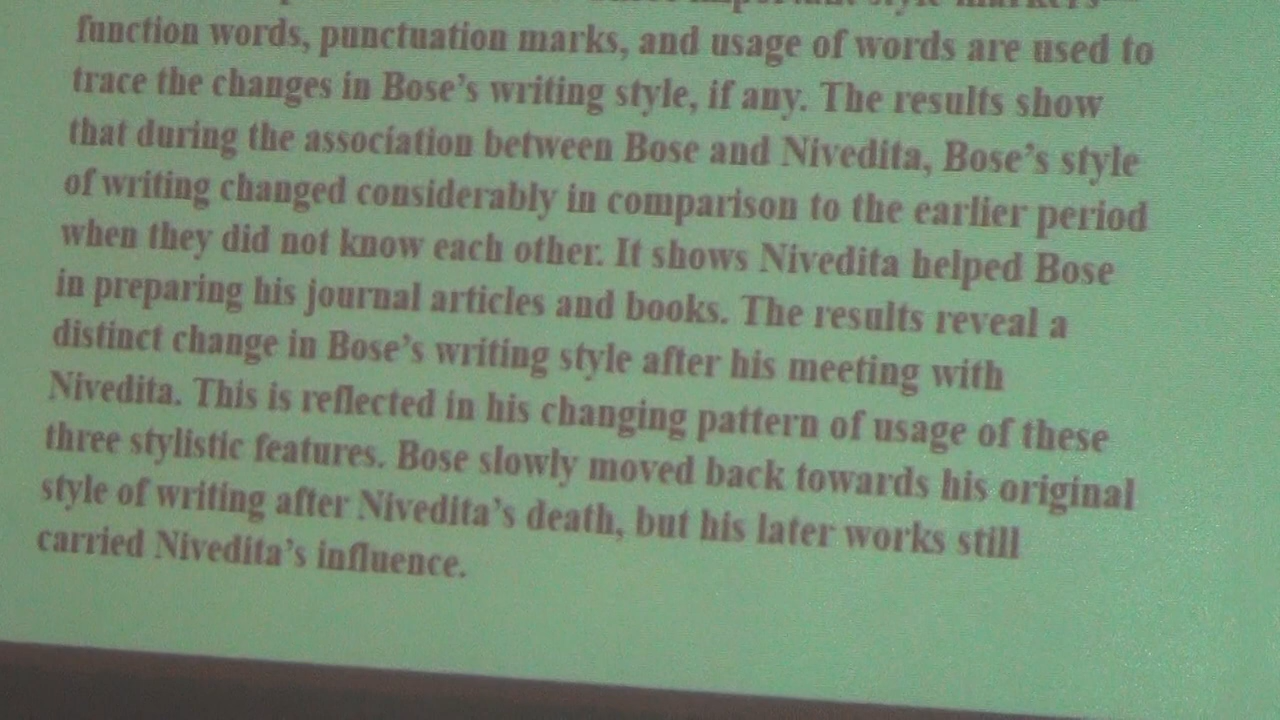 important style markers—
function words, punctuation marks, and usage of words are used to
trace the changes in Bose's writing style, if any. The results show
that during the association between Bose and Nivedita, Bose's style
of writing changed considerably in comparison to the earlier period
when they did not know each other. It shows Nivedita helped Bose
in preparing his journal articles and books. The results reveal a
distinct change in Bose's writing style after his meeting with
Nivedita. This is reflected in his changing pattern of usage of these
three stylistic features. Bose slowly moved back towards his original
style of writing after Nivedita's death, but his later works still
carried Nivedita's influence.